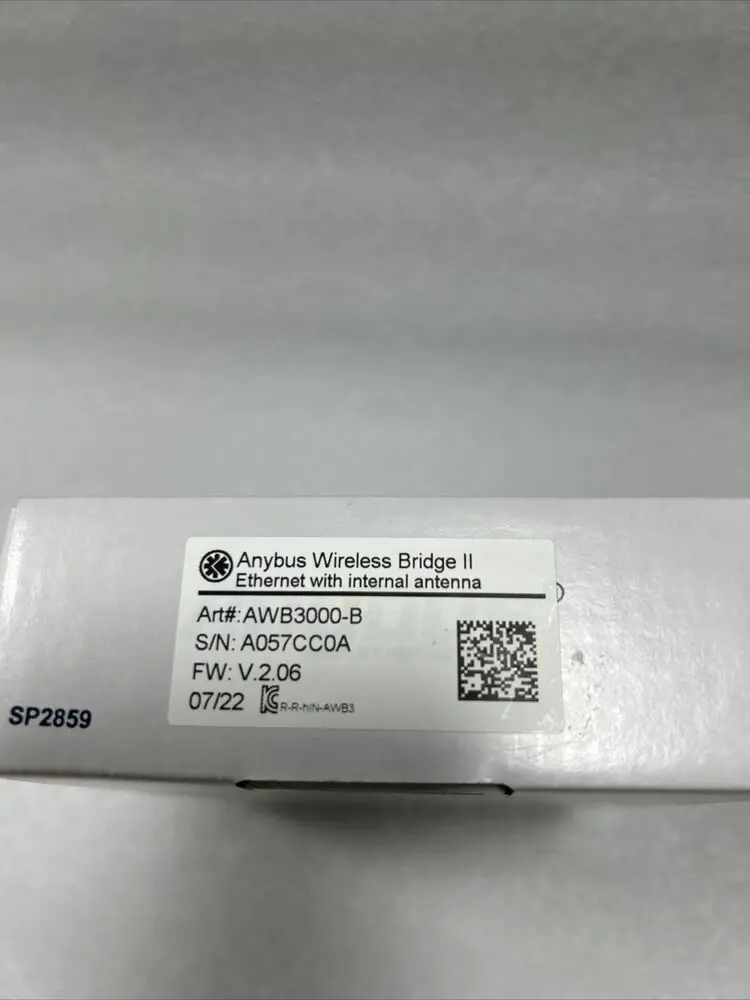 Anybus Wireless Bridge II
Ethernet with internal antenna
Art#: AWB3000-B
S/N: A057CC0A
FW: V.2.06
07/22 R-R-hIN-AWB3
SP2859